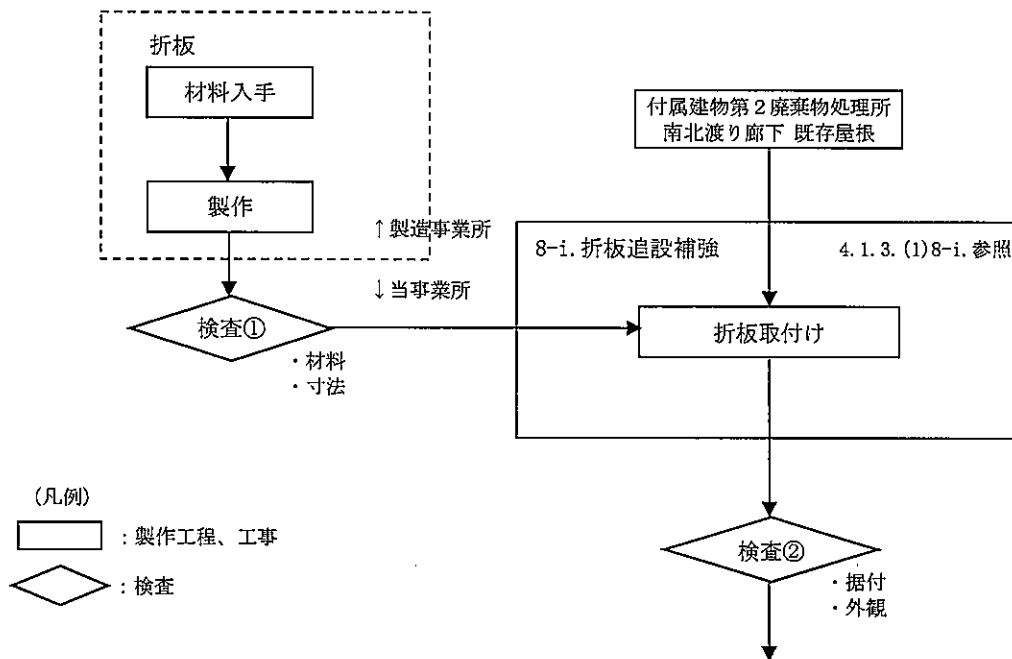 折板
材料入手
製作
↑製造事業所
↓当事業所
検査①
・材料
・寸法
付属建物第2廃棄物処理所
南北渡り廊下 既存屋根
8-i.折板追設補強
4.1.3.(1)8-i.参照
折板取付け
検査②
・据付
・外観
(凡例)
：製作工程、工事
：検査